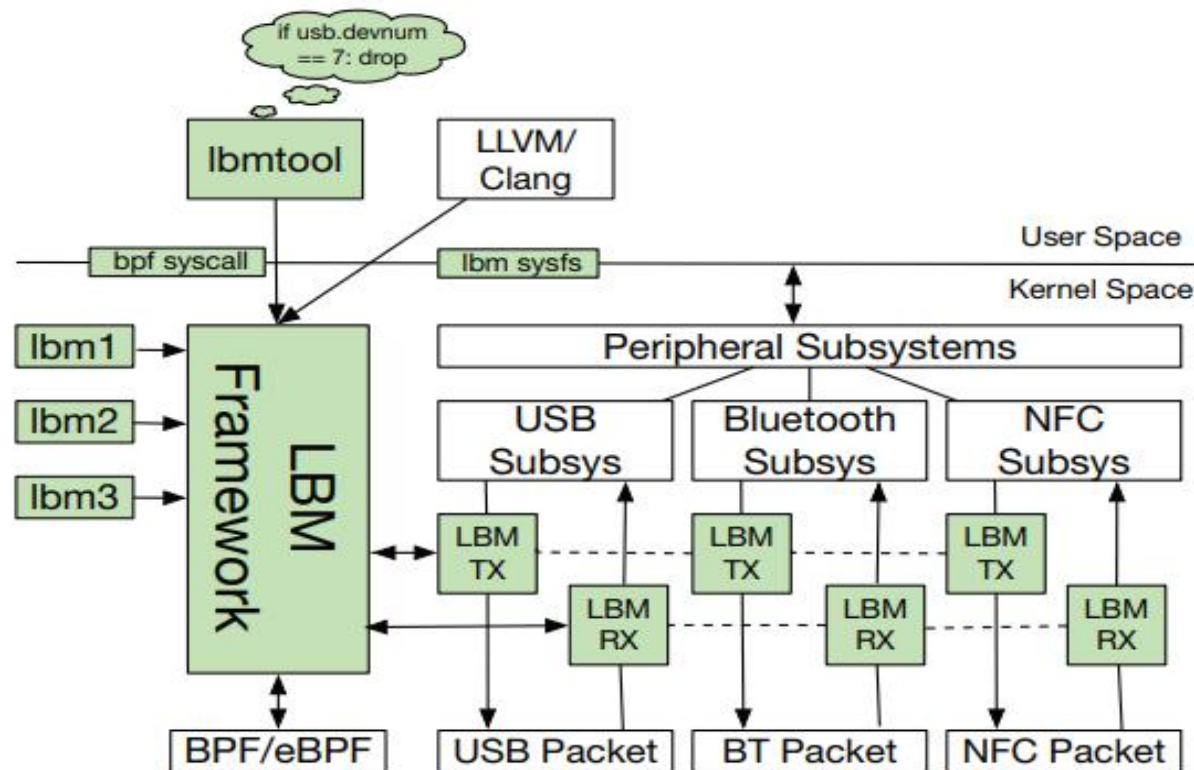 if usb.devnum
== 7: drop
lbmtool
LLVM/
Clang
bpf syscall
lbm sysfs
User Space
Kernel Space
lbm1
lbm2
lbm3
LBM
Framework
Peripheral Subsystems
USB
Subsys
Bluetooth
Subsys
NFC
Subsys
LBM
TX
LBM
TX
LBM
TX
LBM
RX
LBM
RX
LBM
RX
BPF/eBPF
USB Packet
BT Packet
NFC Packet